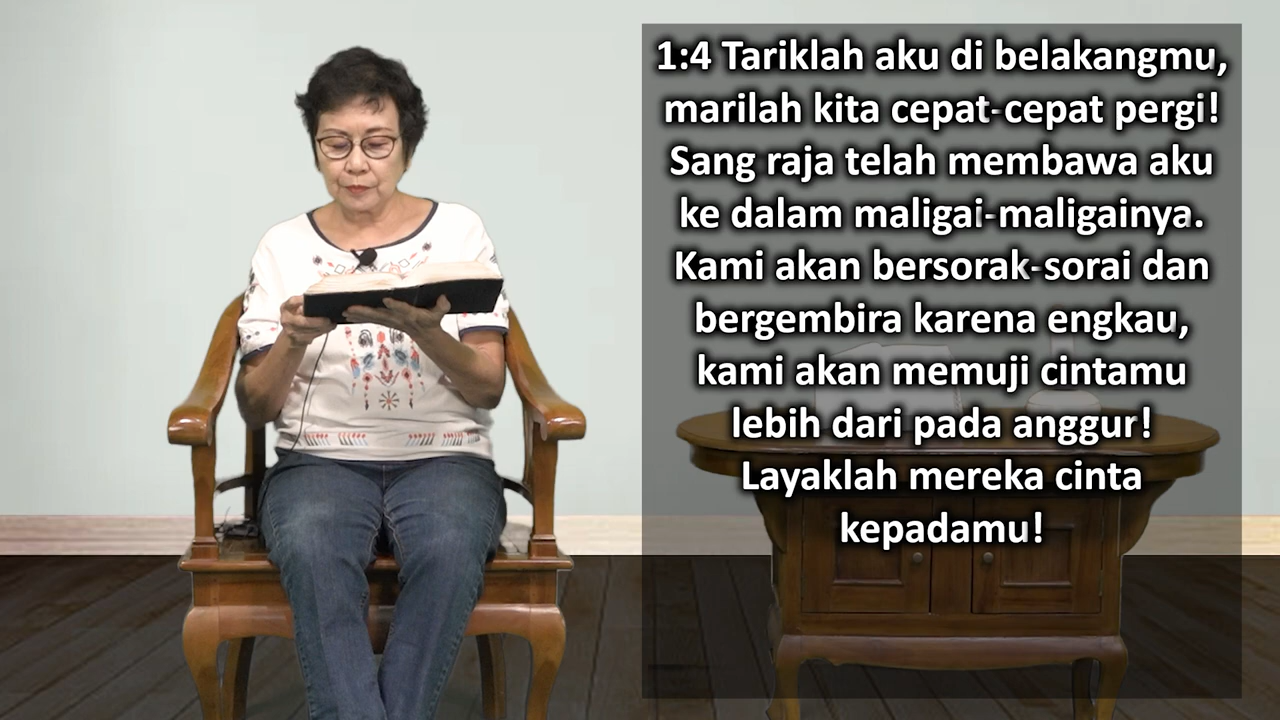 1:4 Tariklah aku di belakangmu,
marilah kita cepat-cepat pergi!
Sang raja telah membawa aku
ke dalam maligai-maligainya.
Kami akan bersorak-sorai dan
bergembira karena engkau,
kami akan memuji cintamu
lebih dari pada anggur!
Layaklah mereka cinta
kepadamu!